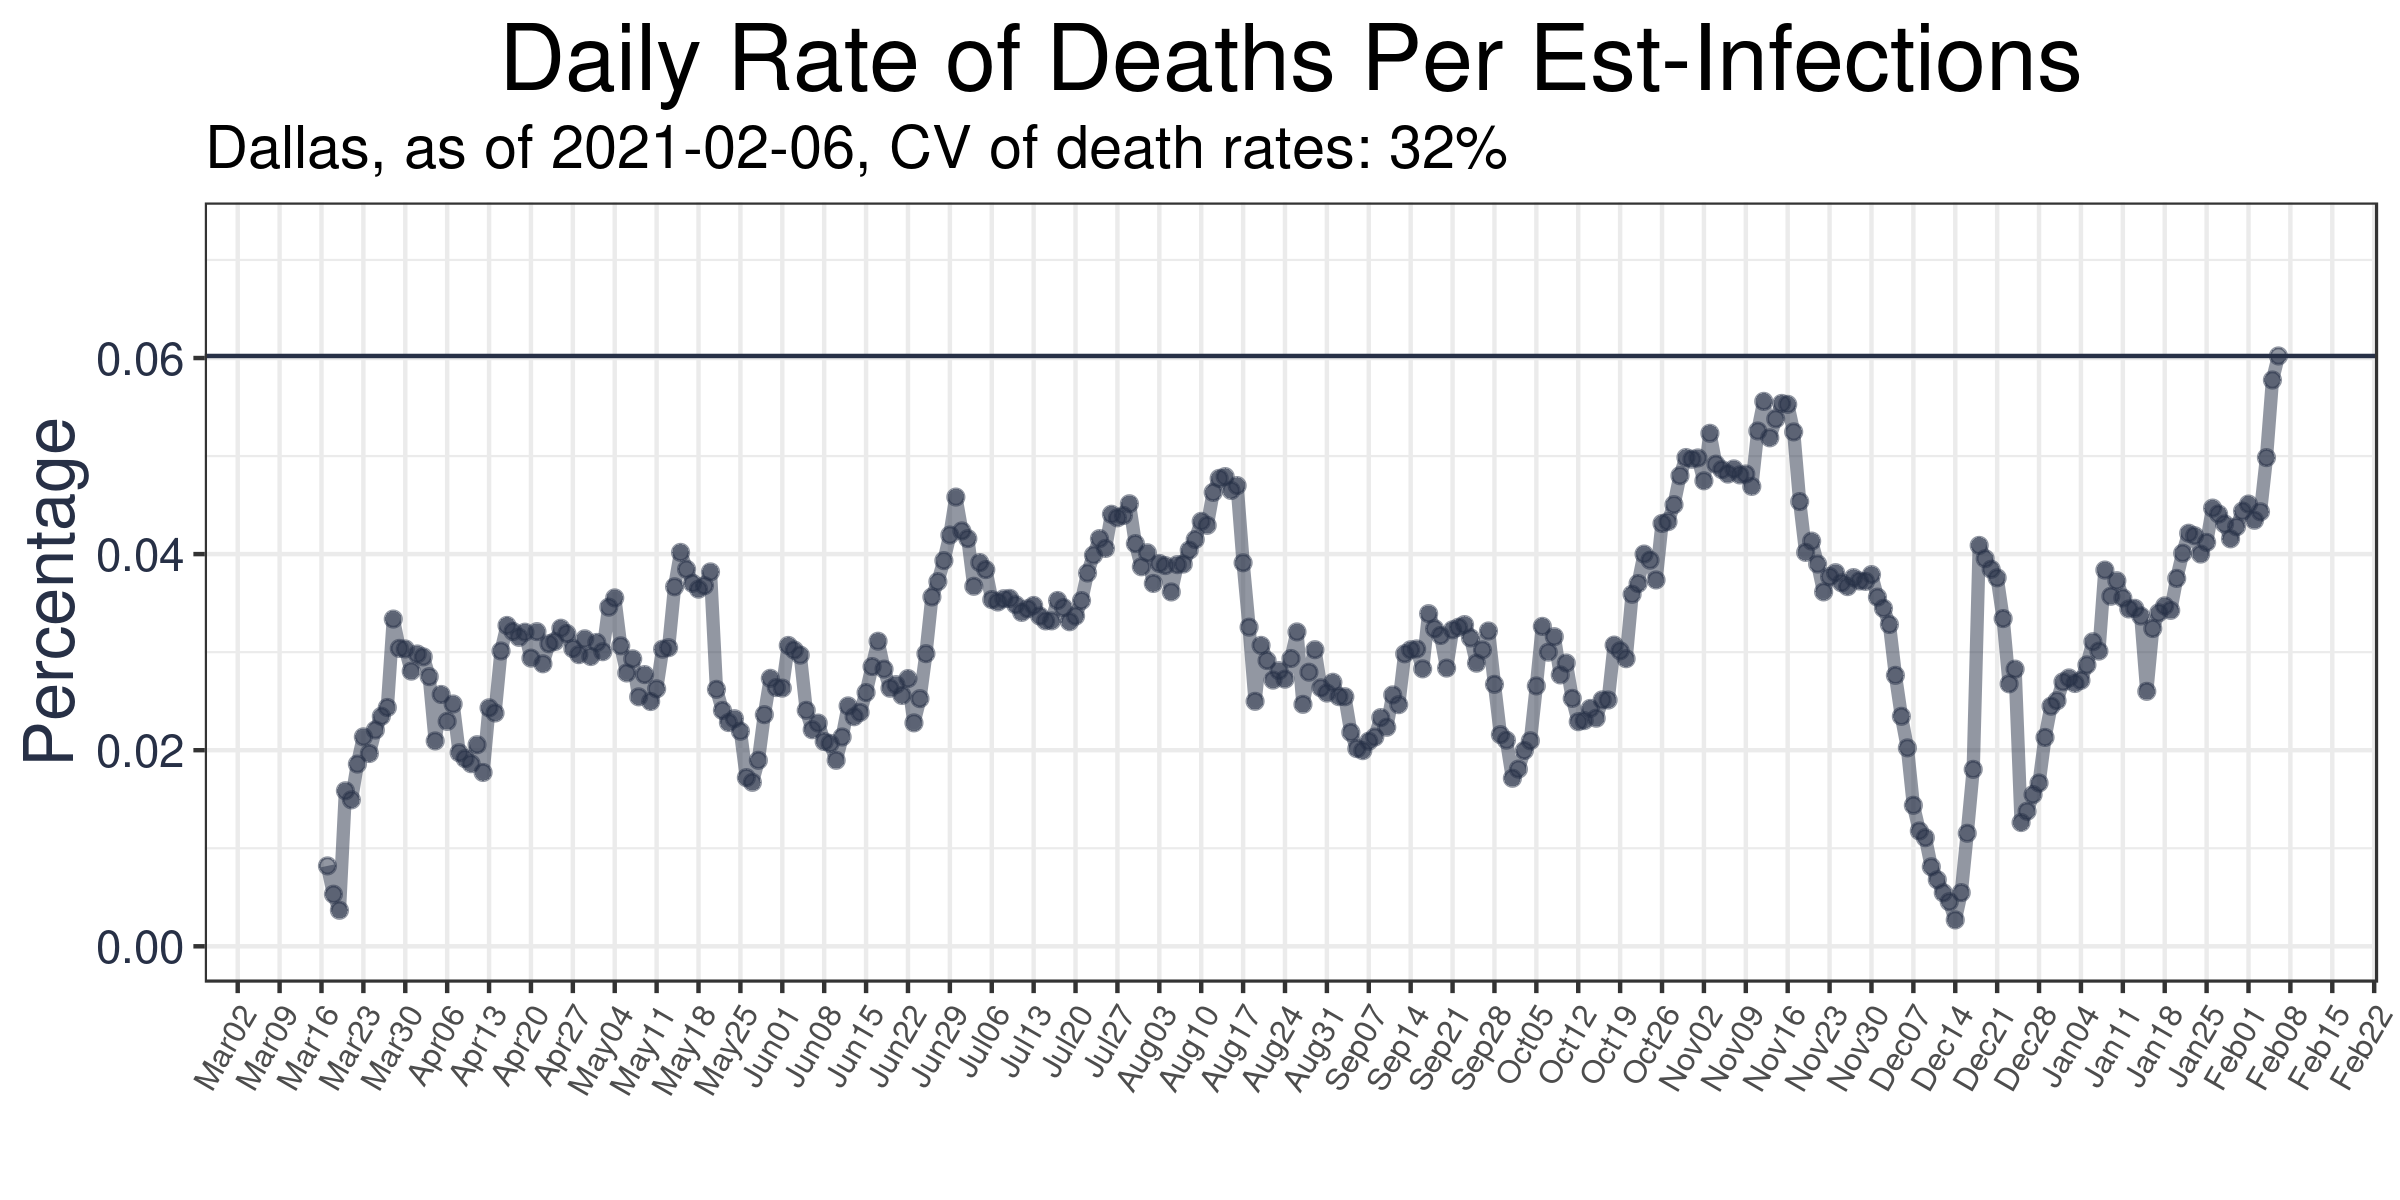 Daily Rate of Deaths Per Est-Infections
Dallas, as of 2021-02-06, CV of death rates: 32%
Percentage
0.06
0.04
0.02
0.00
Mar02
Mar09
Mar16
Mar23
Mar30
Apr06
Apr13
Apr20
Apr27
May04
May11
May18
May25
Jun01
Jun08
Jun15
Jun22
Jun29
Jul06
Jul13
Jul20
Jul27
Aug03
Aug10
Aug17
Aug24
Aug31
Sep07
Sep14
Sep21
Sep28
Oct05
Oct12
Oct19
Oct26
Nov02
Nov09
Nov16
Nov23
Nov30
Dec07
Dec14
Dec21
Dec28
Jan04
Jan11
Jan18
Jan25
Feb01
Feb08
Feb15
Feb22